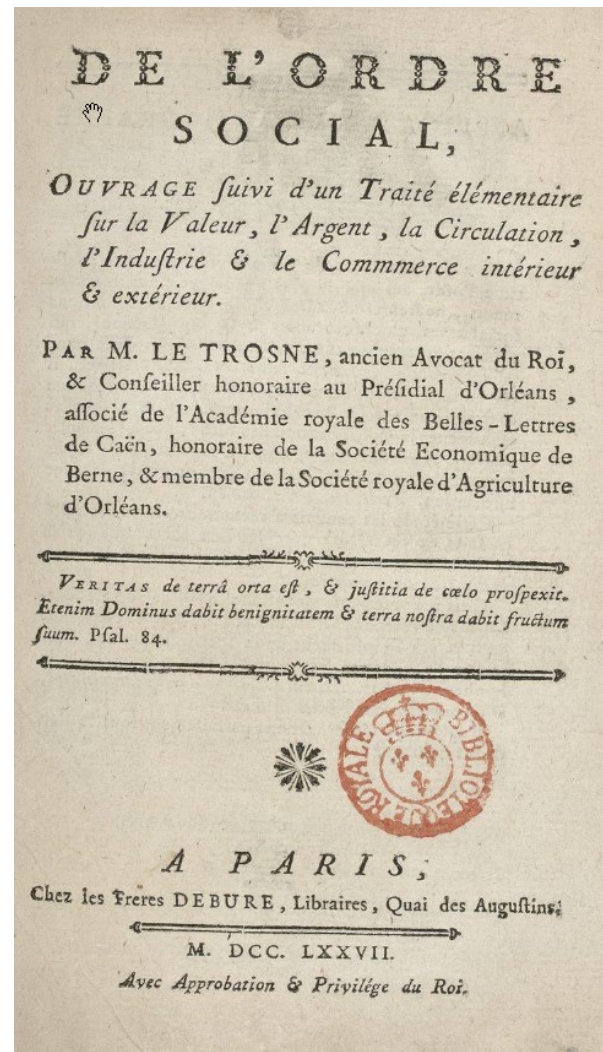 DE L'ORDRE
SOCIAL,
OUVRAGE ſuivi d'un Traité élémentaire
ſur la Valeur, l'Argent, la Circulation,
l'Induſtrie & le Commmerce intérieur
& extérieur.
PAR M. LE TROSNE, ancien Avocat du Roi,
& Conſeiller honoraire au Préſidial d'Orléans,
aſſocié de l'Académie royale des Belles-Lettres
de Caën, honoraire de la Société Economique de
Berne, & membre de la Société royale d'Agriculture
d'Orléans.
VERITAS de terrâ orta eſt, & juſtitia de cœlo proſpexit.
Etenim Dominus dabit benignitatem & terra noſtra dabit fructum
ſuum. Pſal. 84.
BIBLIOTEQUE ROYALE
A PARIS,
Chez les Freres DEBURE, Libraires, Quai des Auguſtins.
M. DCC. LXXVII.
Avec Approbation & Privilége du Roi.